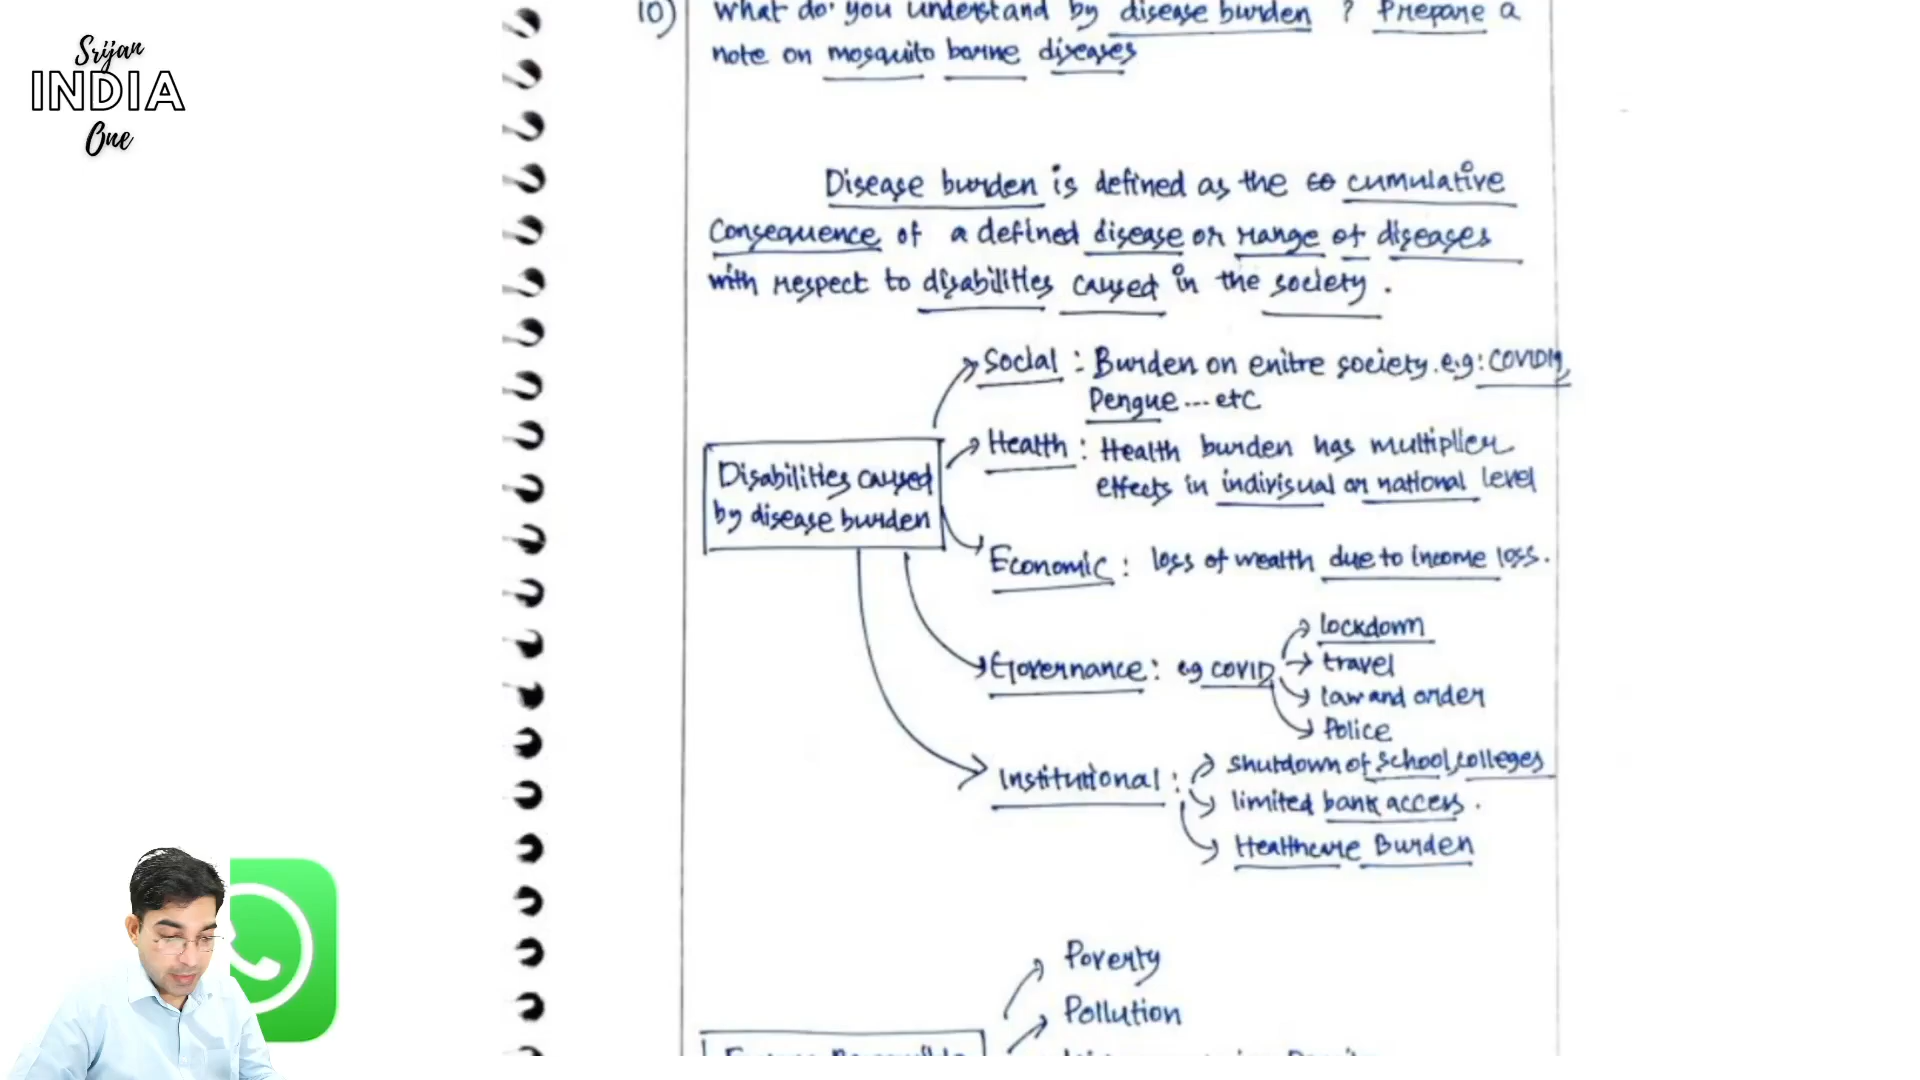 Srijan
INDIA
One
10) What do you understand by disease burden ? Prepare a
note on mosquito borne diseases
Disease burden is defined as the co cumulative
Consequence of a defined disease or range of diseases
with respect to disabilities caused in the society.
Disabilities caused
by disease burden
Social : Burden on enitre society. e.g: COVID19,
Dengue ... etc
Health : Health burden has multiplier
effects in indivisual or national level
Economic : loss of wealth due to income loss.
Governance : eg COVID
lockdown
travel
law and order
Police
Institutional :
shutdown of school, colleges
limited bank access.
Healthcare Burden
Poverty
Pollution